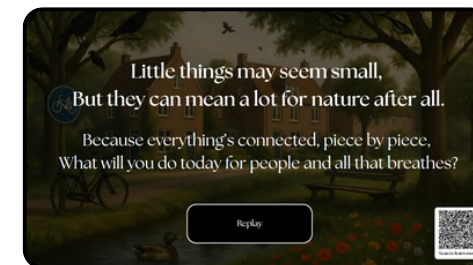 Little things may seem small,
But they can mean a lot for nature after all.
Because everything's connected, piece by piece,
What will you do today for people and all that breathes?
Replay